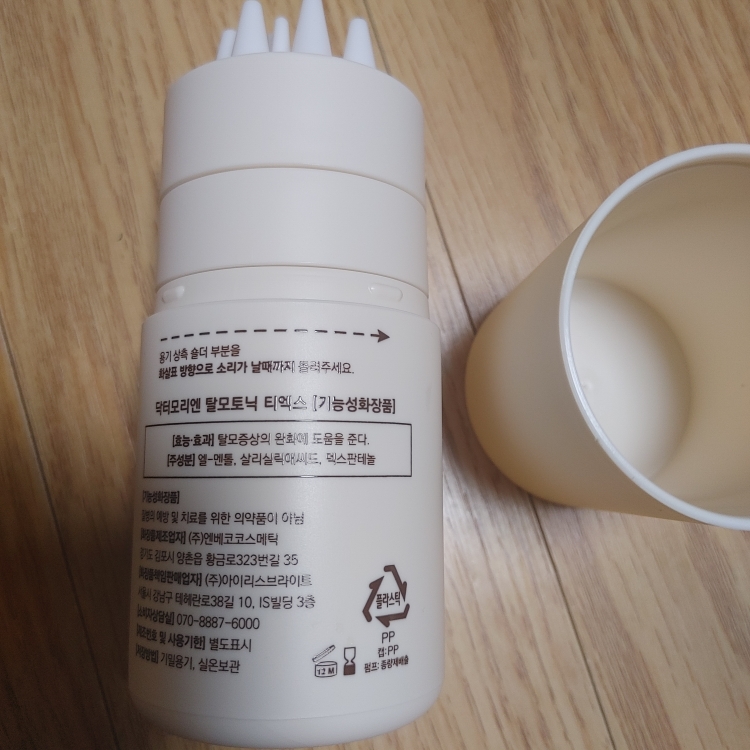 용기 상측 숄더 부분을
화살표 방향으로 소리가 날때까지 돌려주세요.
닥터모리엔 탈모토닉 티엑스 [기능성화장품]
[효능·효과] 탈모증상의 완화에 도움을 준다.
[주성분] 엘-멘톨, 살리실릭애씨드, 덱스판테놀
[기능성화장품]
질병의 예방 및 치료를 위한 의약품이 아님
[화장품제조업자] (주)엔베코코스메틱
경기도 김포시 양촌읍 황금로323번길 35
[화장품책임판매업자] (주)아이리스브라이트
서울시 강남구 테헤란로38길 10, IS빌딩 3층
[소비자상담실] 070-8887-6000
[제조번호 및 사용기한] 별도표시
[저장방법] 기밀용기, 실온보관
플라스틱
PP
캡:PP
펌프: 종량제배출
12 M